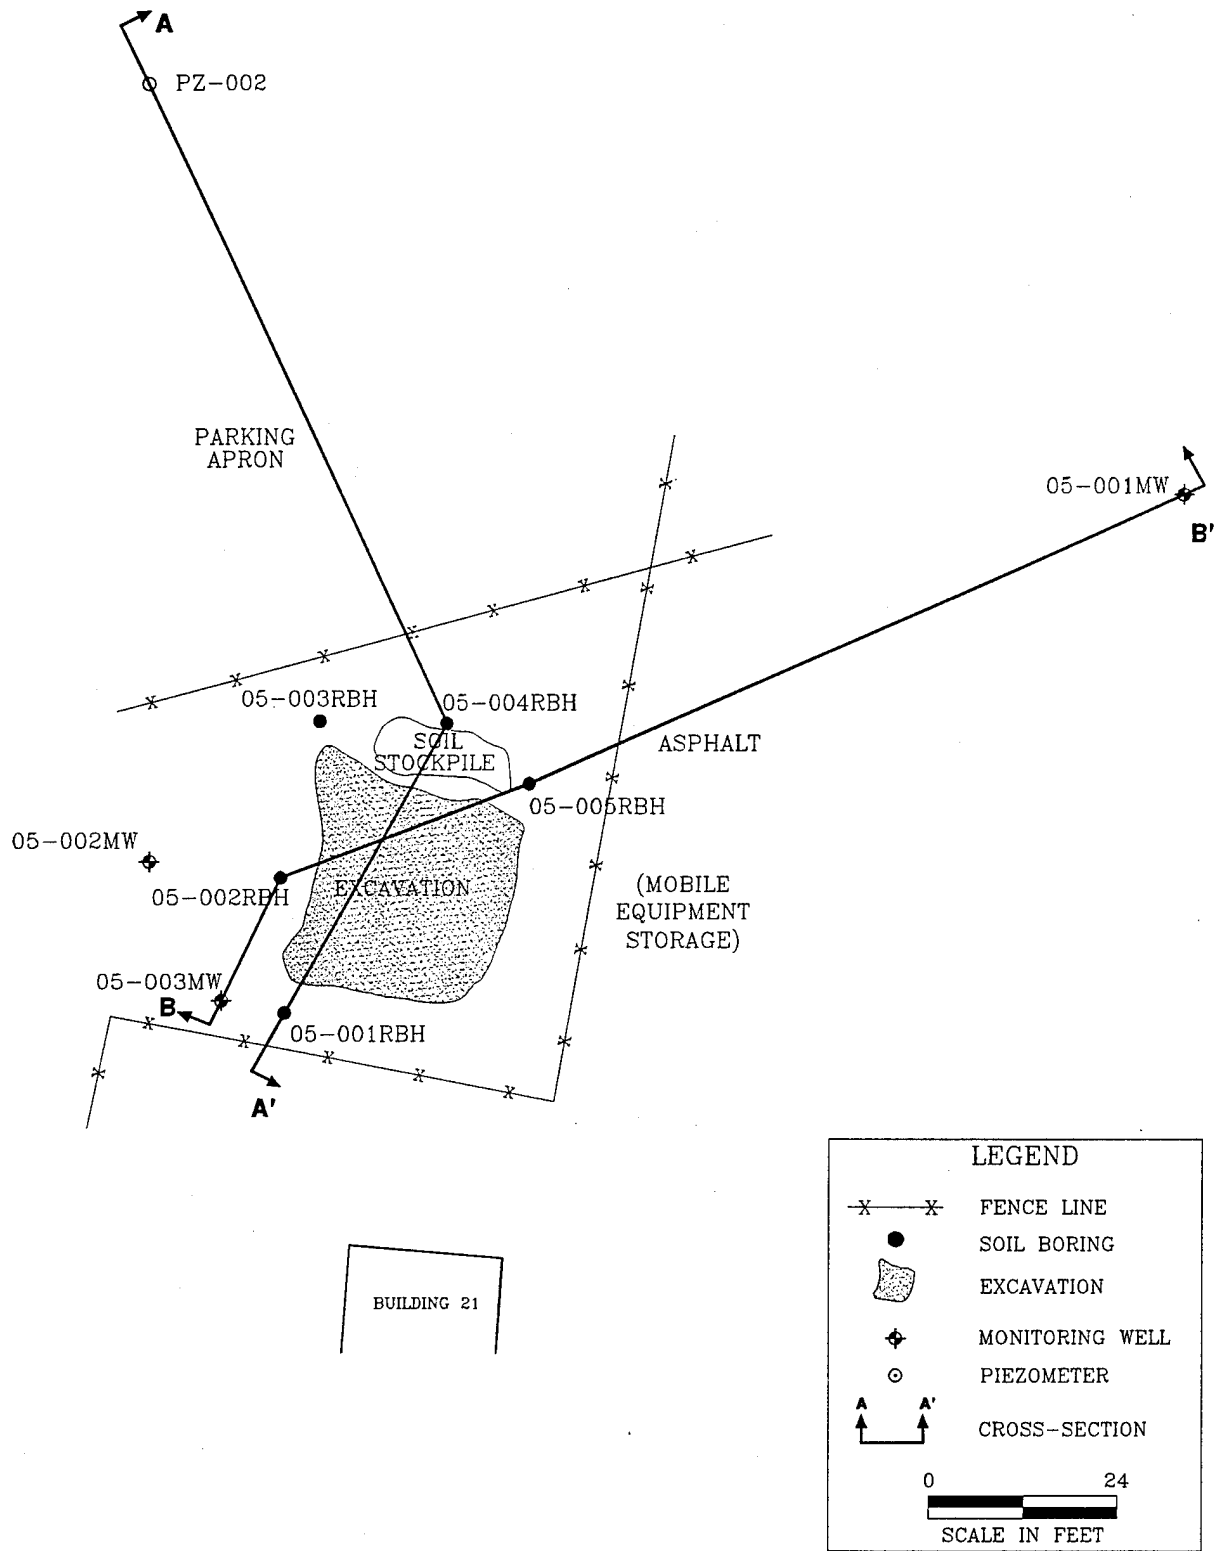 A
PZ-002
PARKING
APRON
05-001MW
B'
05-003RBH
05-004RBH
SOIL
STOCKPILE
ASPHALT
05-005RBH
05-002MW
05-002RBH
EXCAVATION
(MOBILE
EQUIPMENT
STORAGE)
05-003MW
B
05-001RBH
A'
BUILDING 21
LEGEND
X X FENCE LINE
SOIL BORING
EXCAVATION
MONITORING WELL
PIEZOMETER
A A'
CROSS-SECTION
0 24
SCALE IN FEET